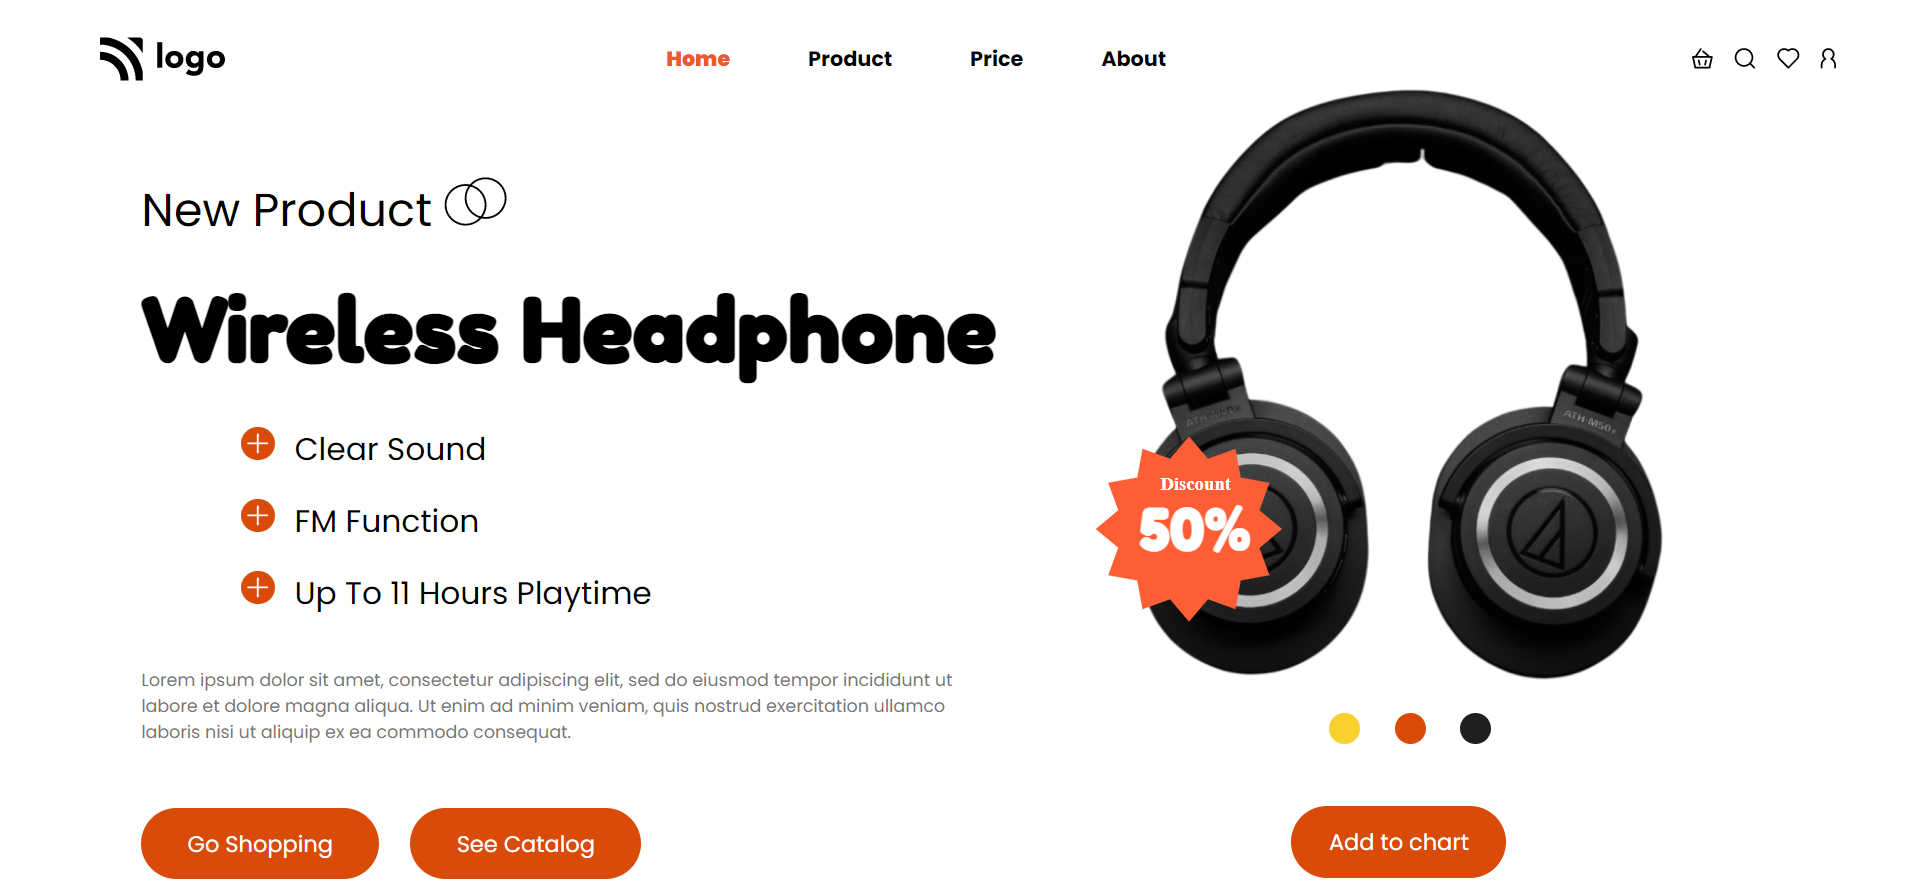 logo
Home
Product
Price
About
New Product
Wireless Headphone
Clear Sound
FM Function
Up To 11 Hours Playtime
Lorem ipsum dolor sit amet, consectetur adipiscing elit, sed do eiusmod tempor incididunt ut
labore et dolore magna aliqua. Ut enim ad minim veniam, quis nostrud exercitation ullamco
laboris nisi ut aliquip ex ea commodo consequat.
Go Shopping
See Catalog
ATH-M50x
ATH-M50x
Discount
50%
Add to chart